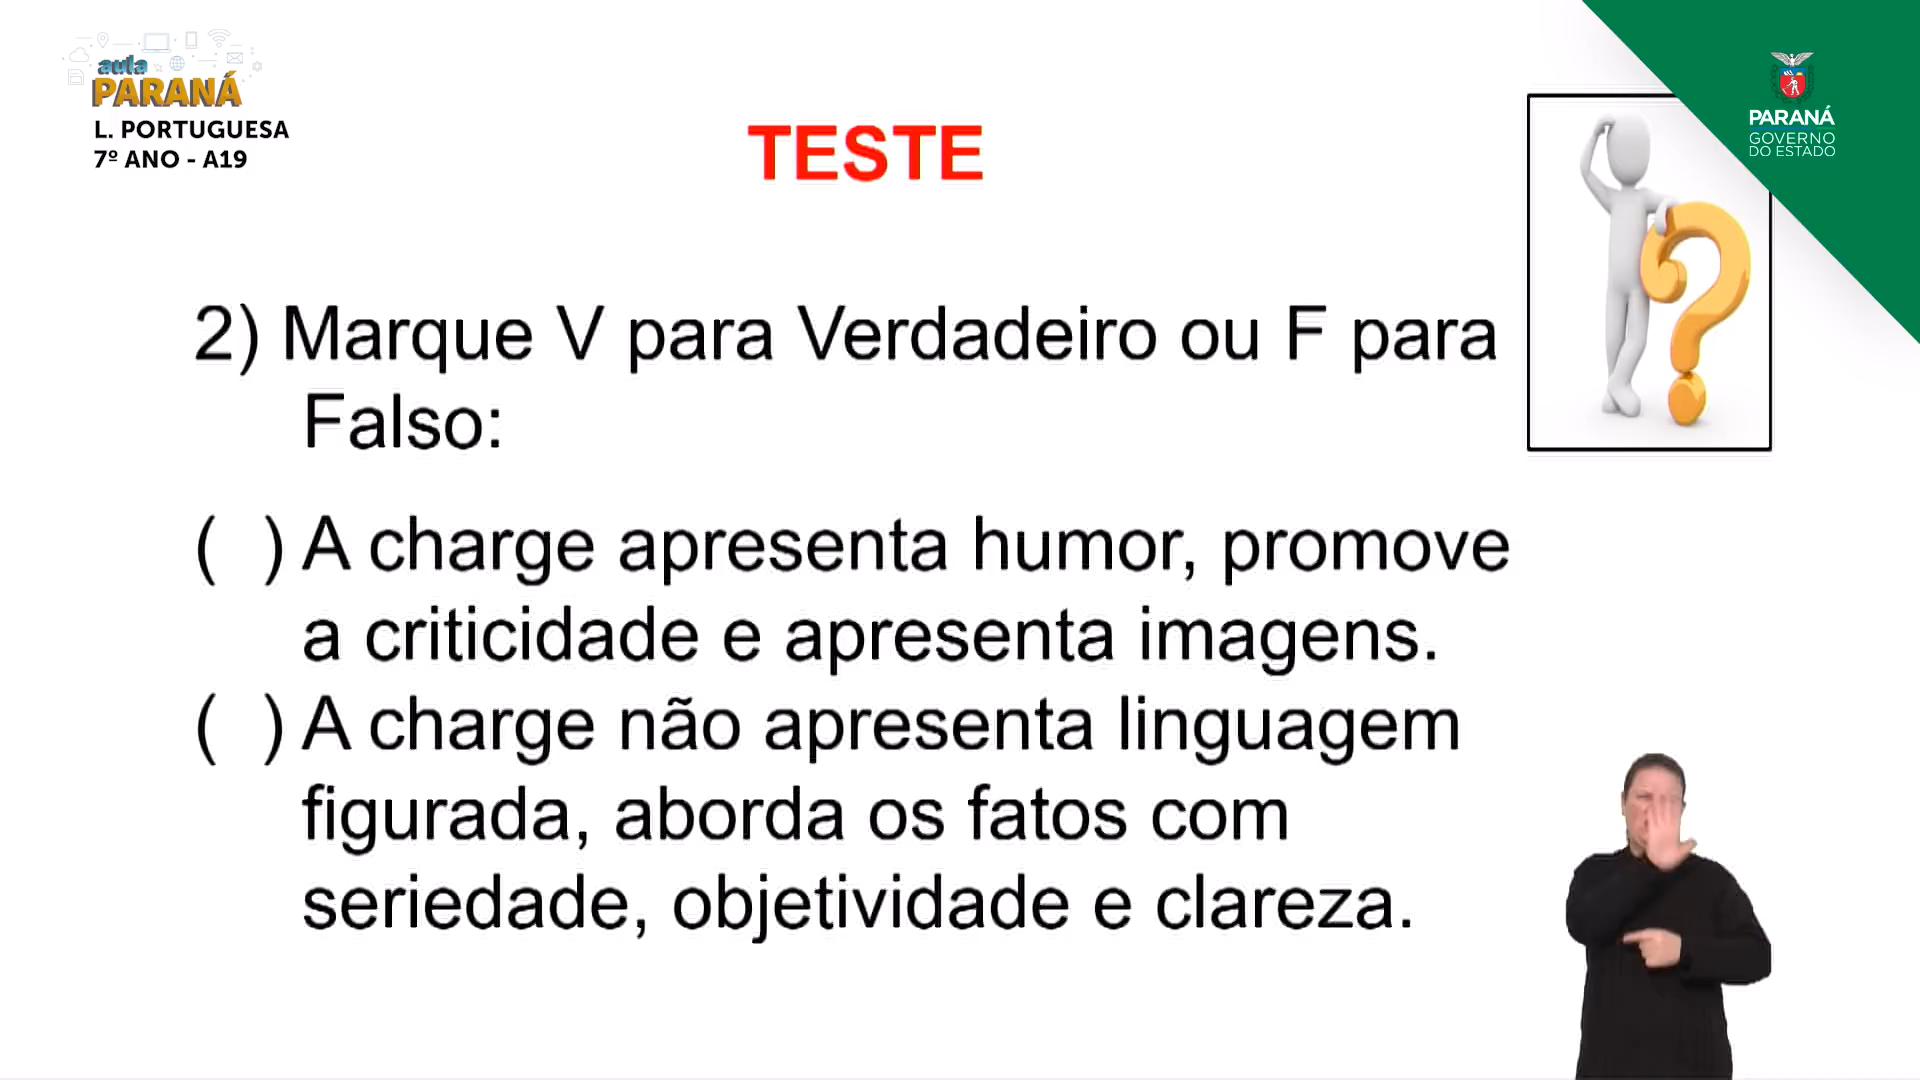 aula
PARANÁ
L. PORTUGUESA
7º ANO - A19
TESTE
PARANÁ
GOVERNO
DO ESTADO
2) Marque V para Verdadeiro ou F para
Falso:
( ) A charge apresenta humor, promove
a criticidade e apresenta imagens.
( ) A charge não apresenta linguagem
figurada, aborda os fatos com
seriedade, objetividade e clareza.